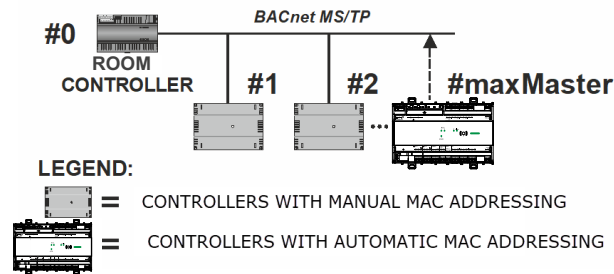 BACnet MS/TP
#0
ROOM
CONTROLLER
#1
#2
#maxMaster
...
LEGEND:
= CONTROLLERS WITH MANUAL MAC ADDRESSING
= CONTROLLERS WITH AUTOMATIC MAC ADDRESSING